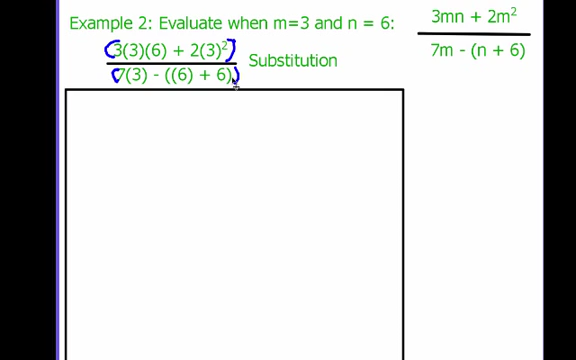 Example 2: Evaluate when m=3 and n = 6:
3mn + 2m²
7m - (n + 6)
3(3)(6) + 2(3)²
7(3) - ((6) + 6)
Substitution